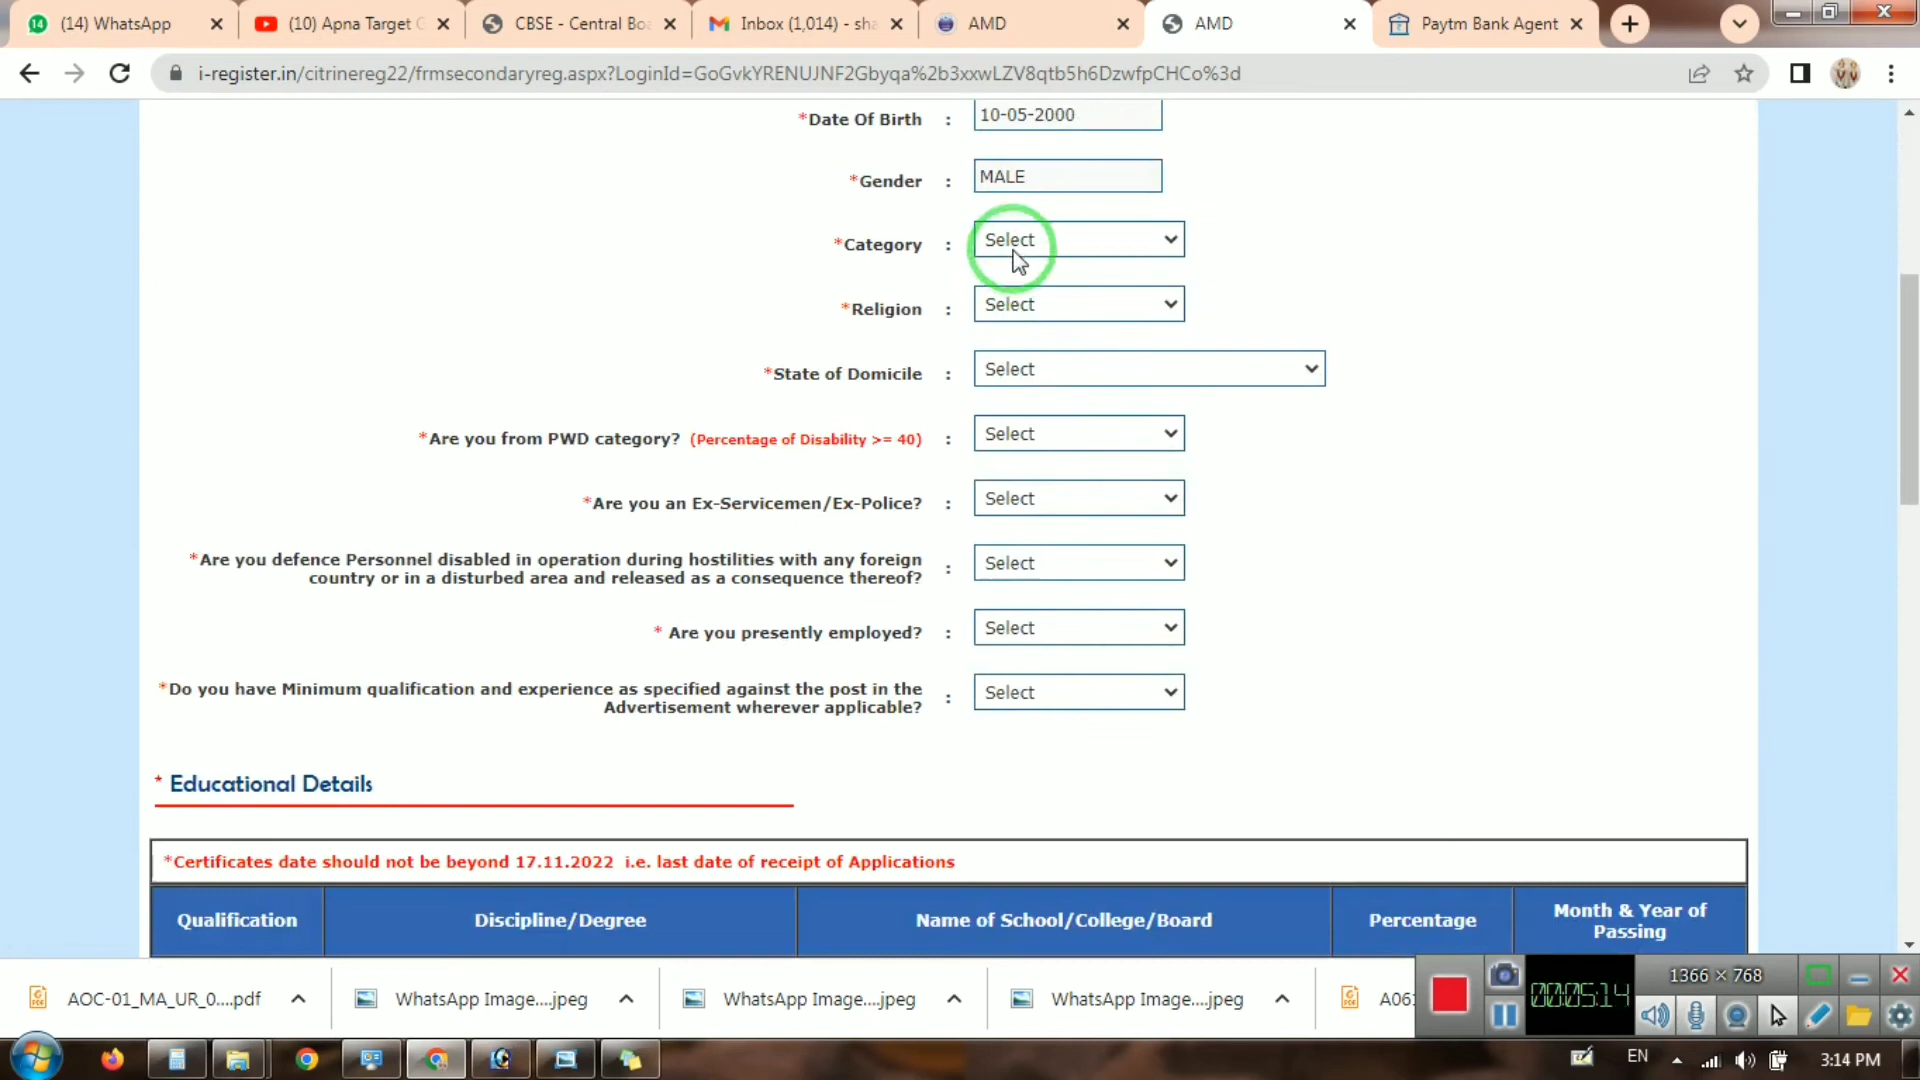 (14) WhatsApp
(10) Apna Target G
CBSE - Central Boa
Inbox (1,014) - sha
AMD
AMD
Paytm Bank Agent
i-register.in/citrinereg22/frmsecondaryreg.aspx?LoginId=GoGvkYRENUJNF2Gbyqa%2b3xxwLZV8qtb5h6DzwfpCHCo%3d
*Date Of Birth : 10-05-2000
*Gender : MALE
*Category : Select
*Religion : Select
*State of Domicile : Select
*Are you from PWD category? (Percentage of Disability >= 40) : Select
*Are you an Ex-Servicemen/Ex-Police? : Select
*Are you defence Personnel disabled in operation during hostilities with any foreign
country or in a disturbed area and released as a consequence thereof? : Select
* Are you presently employed? : Select
*Do you have Minimum qualification and experience as specified against the post in the
Advertisement wherever applicable? : Select
* Educational Details
*Certificates date should not be beyond 17.11.2022 i.e. last date of receipt of Applications
Qualification
Discipline/Degree
Name of School/College/Board
Percentage
Month & Year of
Passing
AOC-01_MA_UR_0....pdf
WhatsApp Image....jpeg
WhatsApp Image....jpeg
WhatsApp Image....jpeg
A061
1366 × 768
00:05:14
EN
3:14 PM